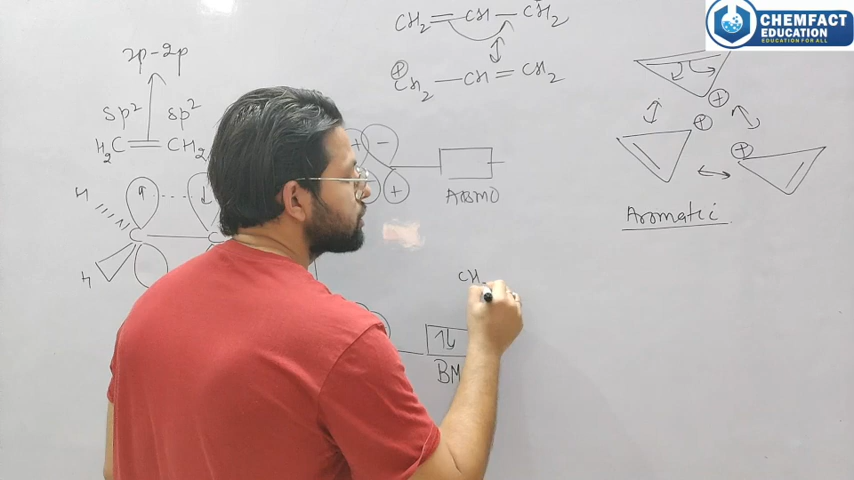 CHEMFACT
EDUCATION
EDUCATION FOR ALL
CH₂=CH—CH₂
⊕
CH₂—CH=CH₂
2p-2p
sp² sp²
H₂C=CH₂
H
↑
C
C
H
+ -
+
ABMO
⊕
⊕
⊕
Aromatic
CH
↑↓
BM